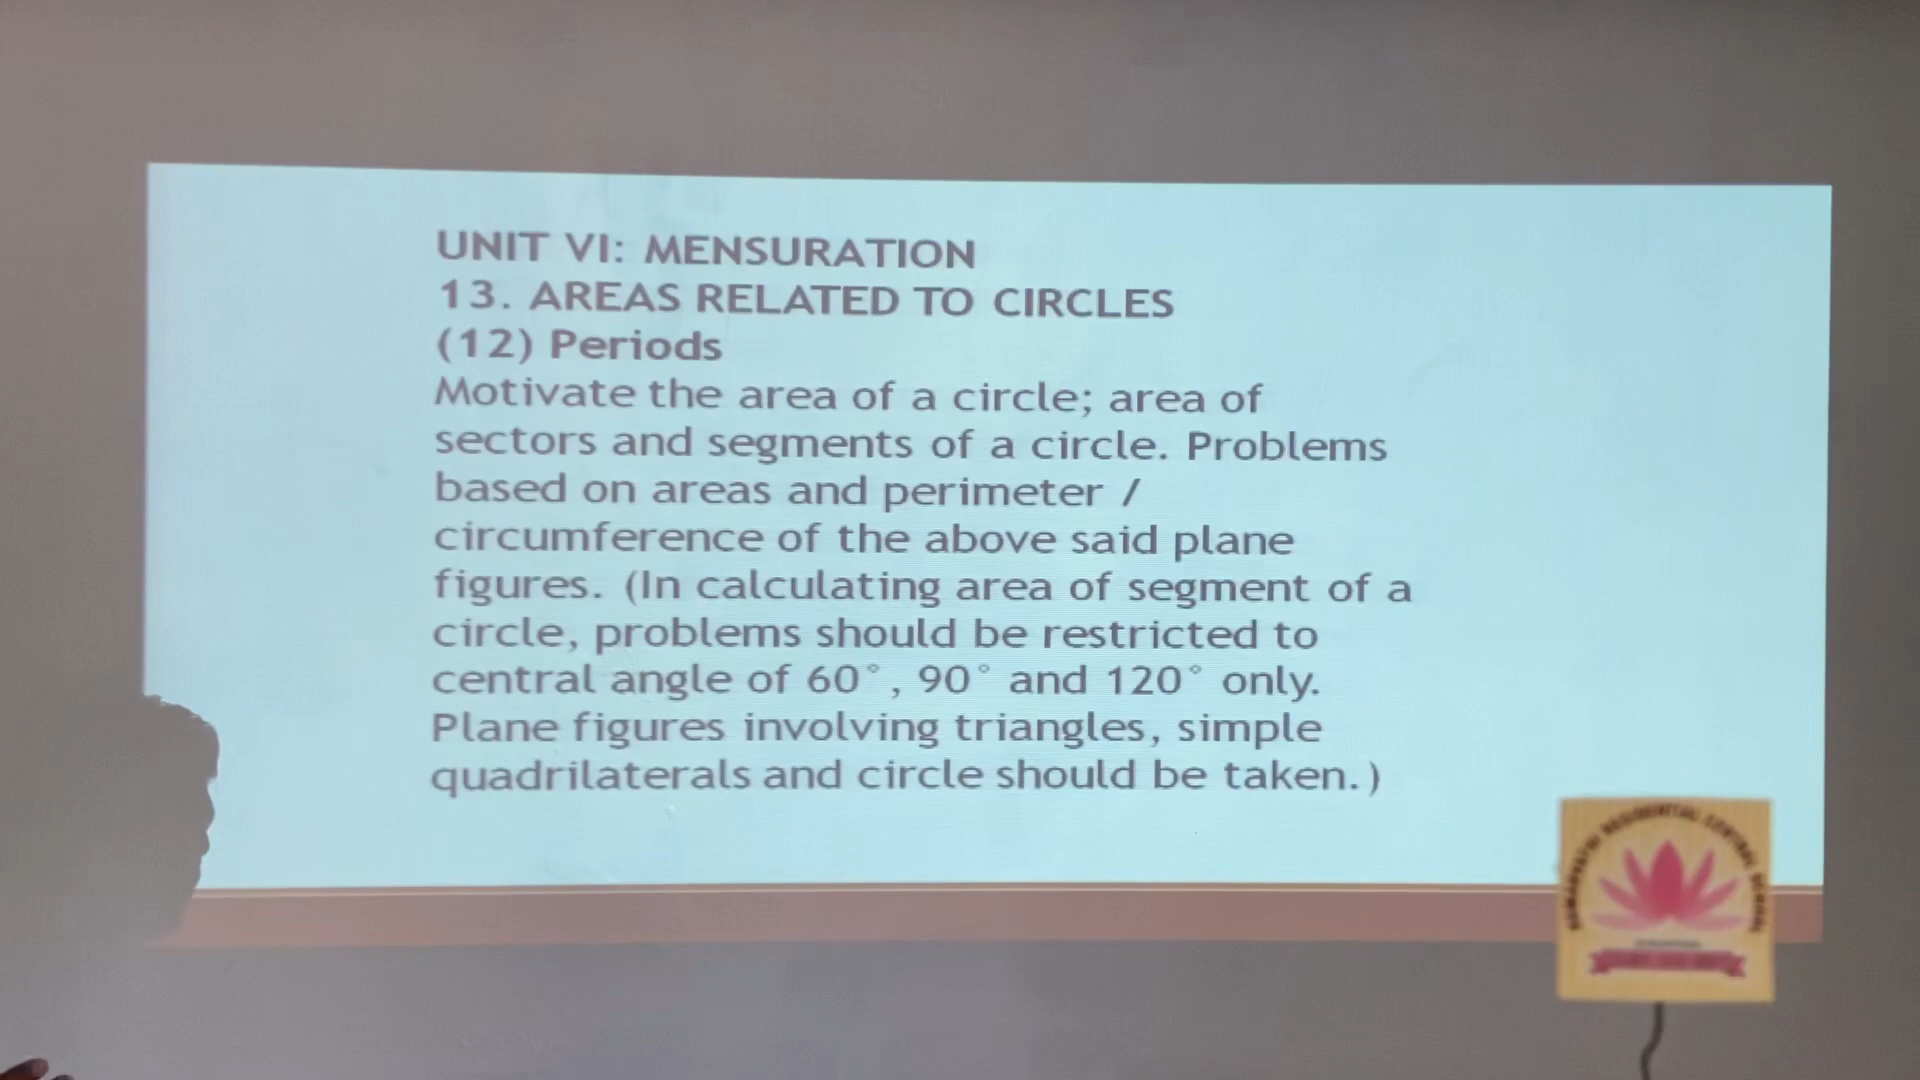 UNIT VI: MENSURATION
13. AREAS RELATED TO CIRCLES
(12) Periods
Motivate the area of a circle; area of
sectors and segments of a circle. Problems
based on areas and perimeter /
circumference of the above said plane
figures. (In calculating area of segment of a
circle, problems should be restricted to
central angle of 60°, 90° and 120° only.
Plane figures involving triangles, simple
quadrilaterals and circle should be taken.)
RESIDENTIAL CENTRAL SCHOOL